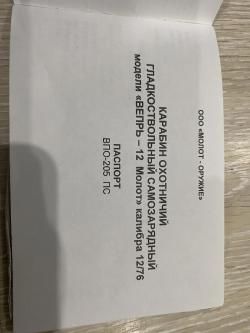 ООО «МОЛОТ - ОРУЖИЕ»
КАРАБИН ОХОТНИЧИЙ
ГЛАДКОСТВОЛЬНЫЙ САМОЗАРЯДНЫЙ
модели «ВЕПРЬ – 12 Молот» калибра 12/76
ПАСПОРТ
ВПО-205 ПС